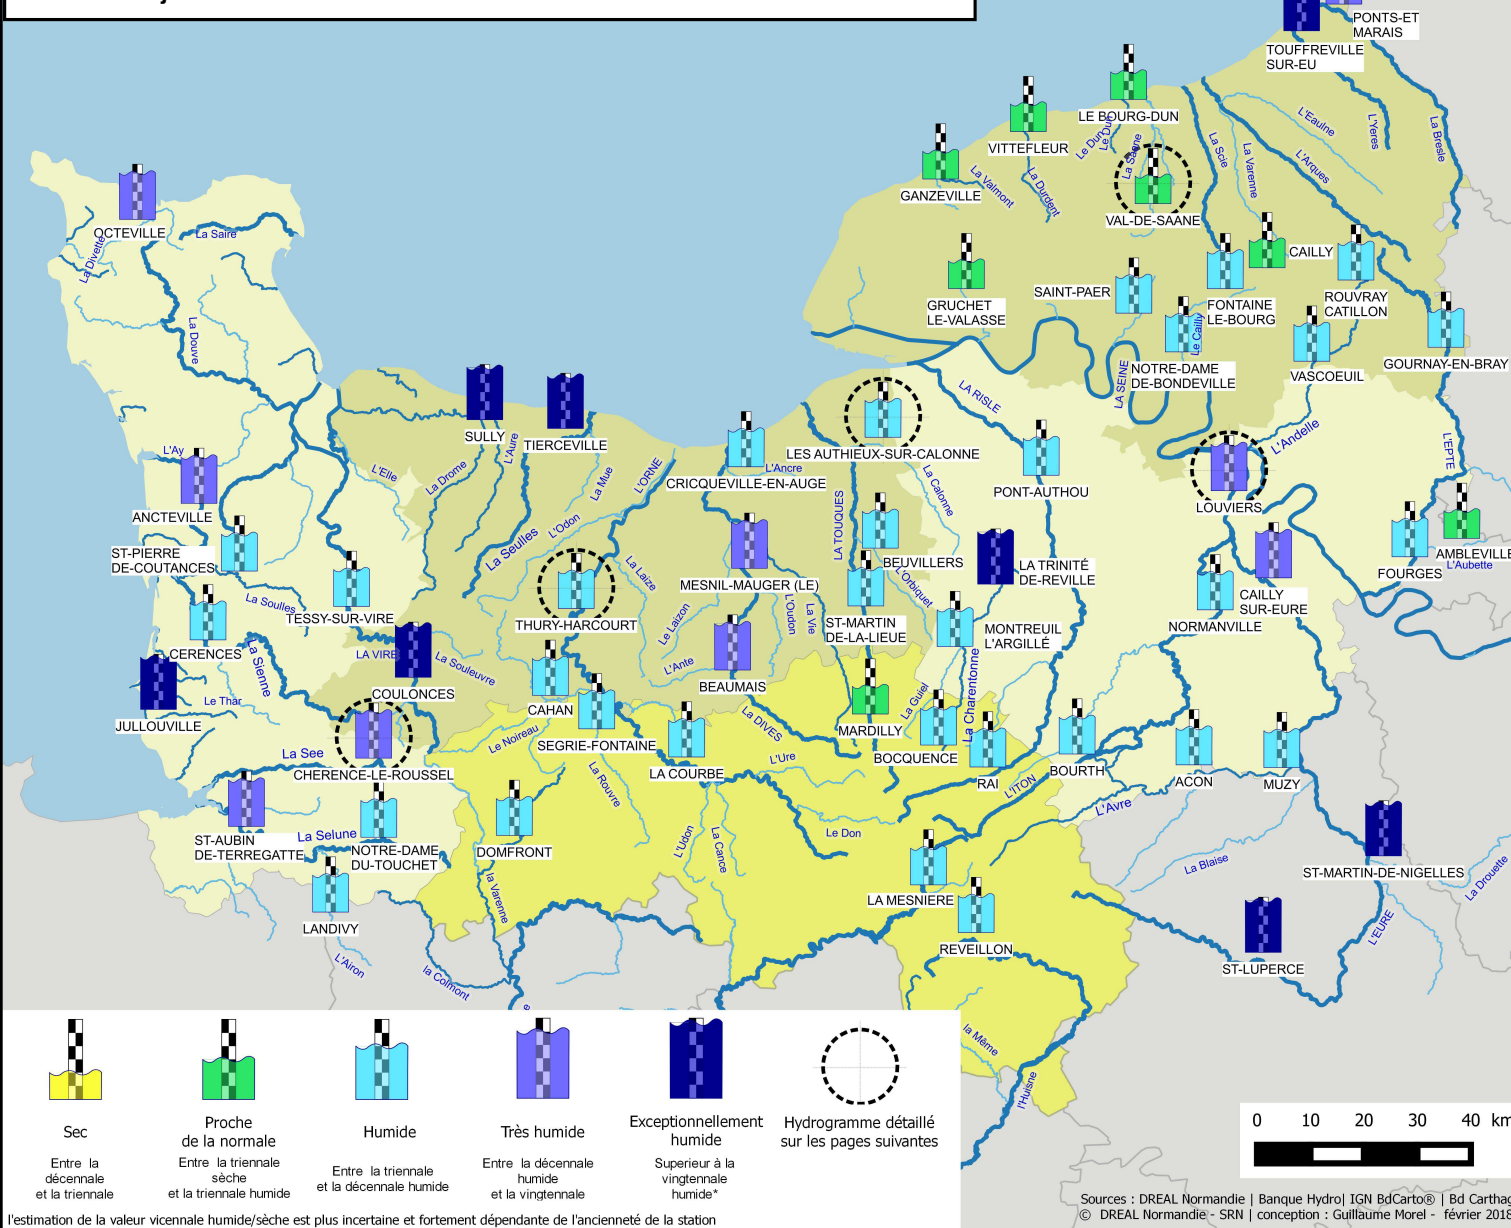 PONTS-ET
MARAIS
TOUFFREVILLE
SUR-EU
LE BOURG-DUN
VITTEFLEUR
Le Dun
Le Dun
La Saane
La Scie
La Varenne
L'Eaulne
L'Yeres
La Bresle
L'Arques
GANZEVILLE
La Valmont
La Durdent
VAL-DE-SAANE
OCTEVILLE
La Saire
La Divette
CAILLY
GRUCHET
LE-VALASSE
SAINT-PAER
FONTAINE
LE-BOURG
ROUVRAY
CATILLON
La Douve
Le Cailly
NOTRE-DAME
DE-BONDEVILLE
VASCOEUIL
GOURNAY-EN-BRAY
LA SEINE
LA RISLE
SULLY
TIERCEVILLE
L'Aure
LES AUTHIEUX-SUR-CALONNE
L'Andelle
L'EPTE
L'Ay
L'Elle
La Drome
La Mue
L'ORNE
L'Ancre
CRICQUEVILLE-EN-AUGE
La Calonne
PONT-AUTHOU
LOUVIERS
ANCTEVILLE
ST-PIERRE
DE-COUTANCES
La Seulles
L'Odon
LA TOUQUES
BEUVILLERS
LA TRINITÉ
DE-REVILLE
AMBLEVILLE
L'Aubette
FOURGES
La Laize
MESNIL-MAUGER (LE)
L'Orbiquet
CAILLY
SUR-EURE
La Soulles
TESSY-SUR-VIRE
THURY-HARCOURT
Le Laizon
L'Oudon
La Vie
ST-MARTIN
DE-LA-LIEUE
MONTREUIL
L'ARGILLÉ
NORMANVILLE
CERENCES
La Sienne
LA VIRE
La Souleuvre
L'Ante
BEAUMAIS
COULONCES
Le Thar
JULLOUVILLE
CAHAN
La DIVES
MARDILLY
La Guiel
La Charentonne
Le Noireau
SEGRIE-FONTAINE
La See
CHERENCE-LE-ROUSSEL
LA COURBE
L'Ure
BOCQUENCE
RAI
BOURTH
ACON
MUZY
La Rouvre
L'ITON
L'Avre
ST-AUBIN
DE-TERREGATTE
La Selune
NOTRE-DAME
DU-TOUCHET
DOMFRONT
L'Udon
La Cance
Le Don
La Blaise
ST-MARTIN-DE-NIGELLES
La Drouette
LA MESNIERE
LANDIVY
la Varenne
L'EURE
REVEILLON
ST-LUPERCE
L'Airon
la Colmont
e
la Même
l'Huisne
Sec
Entre la
décennale
et la triennale
Proche
de la normale
Entre la triennale
sèche
et la triennale humide
Humide
Entre la triennale
et la décennale humide
Très humide
Entre la décennale
humide
et la vingtennale
Exceptionnellement
humide
Superieur à la
vingtennale
humide*
Hydrogramme détaillé
sur les pages suivantes
0 10 20 30 40 km
Sources : DREAL Normandie | Banque Hydro| IGN BdCarto® | Bd Carthag
© DREAL Normandie - SRN | conception : Guillaume Morel - février 2018
l'estimation de la valeur vicennale humide/sèche est plus incertaine et fortement dépendante de l'ancienneté de la station